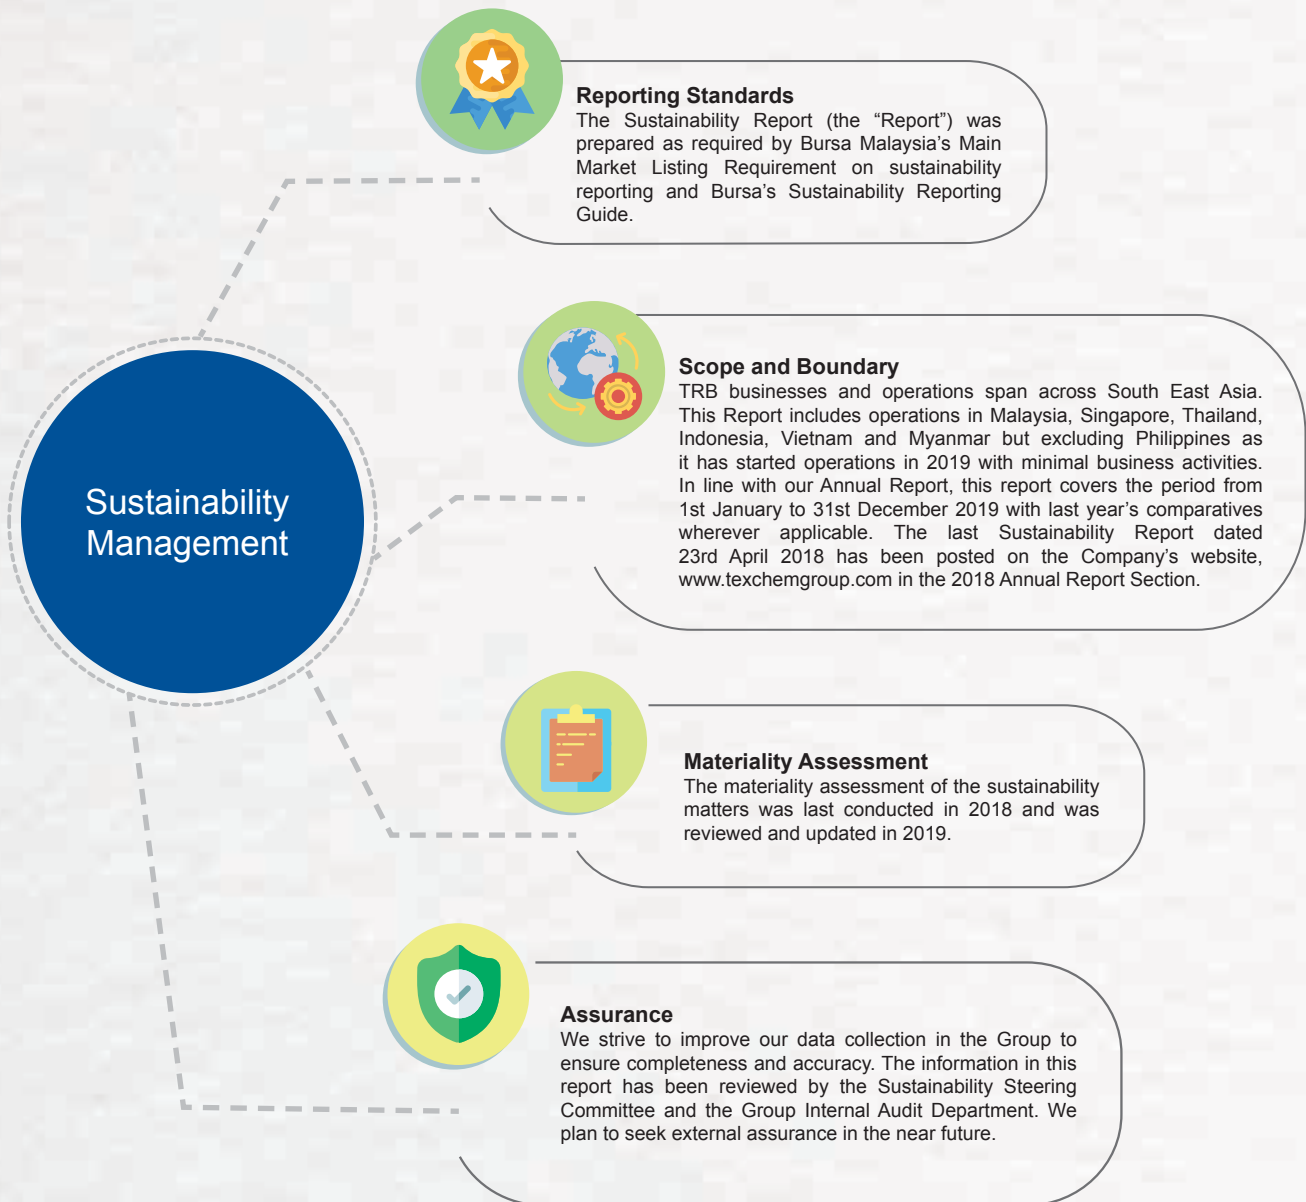 Reporting Standards
The Sustainability Report (the “Report”) was
prepared as required by Bursa Malaysia’s Main
Market Listing Requirement on sustainability
reporting and Bursa’s Sustainability Reporting
Guide.
Scope and Boundary
TRB businesses and operations span across South East Asia.
This Report includes operations in Malaysia, Singapore, Thailand,
Indonesia, Vietnam and Myanmar but excluding Philippines as
it has started operations in 2019 with minimal business activities.
In line with our Annual Report, this report covers the period from
1st January to 31st December 2019 with last year’s comparatives
wherever applicable. The last Sustainability Report dated
23rd April 2018 has been posted on the Company’s website,
www.texchemgroup.com in the 2018 Annual Report Section.
Sustainability
Management
Materiality Assessment
The materiality assessment of the sustainability
matters was last conducted in 2018 and was
reviewed and updated in 2019.
Assurance
We strive to improve our data collection in the Group to
ensure completeness and accuracy. The information in this
report has been reviewed by the Sustainability Steering
Committee and the Group Internal Audit Department. We
plan to seek external assurance in the near future.